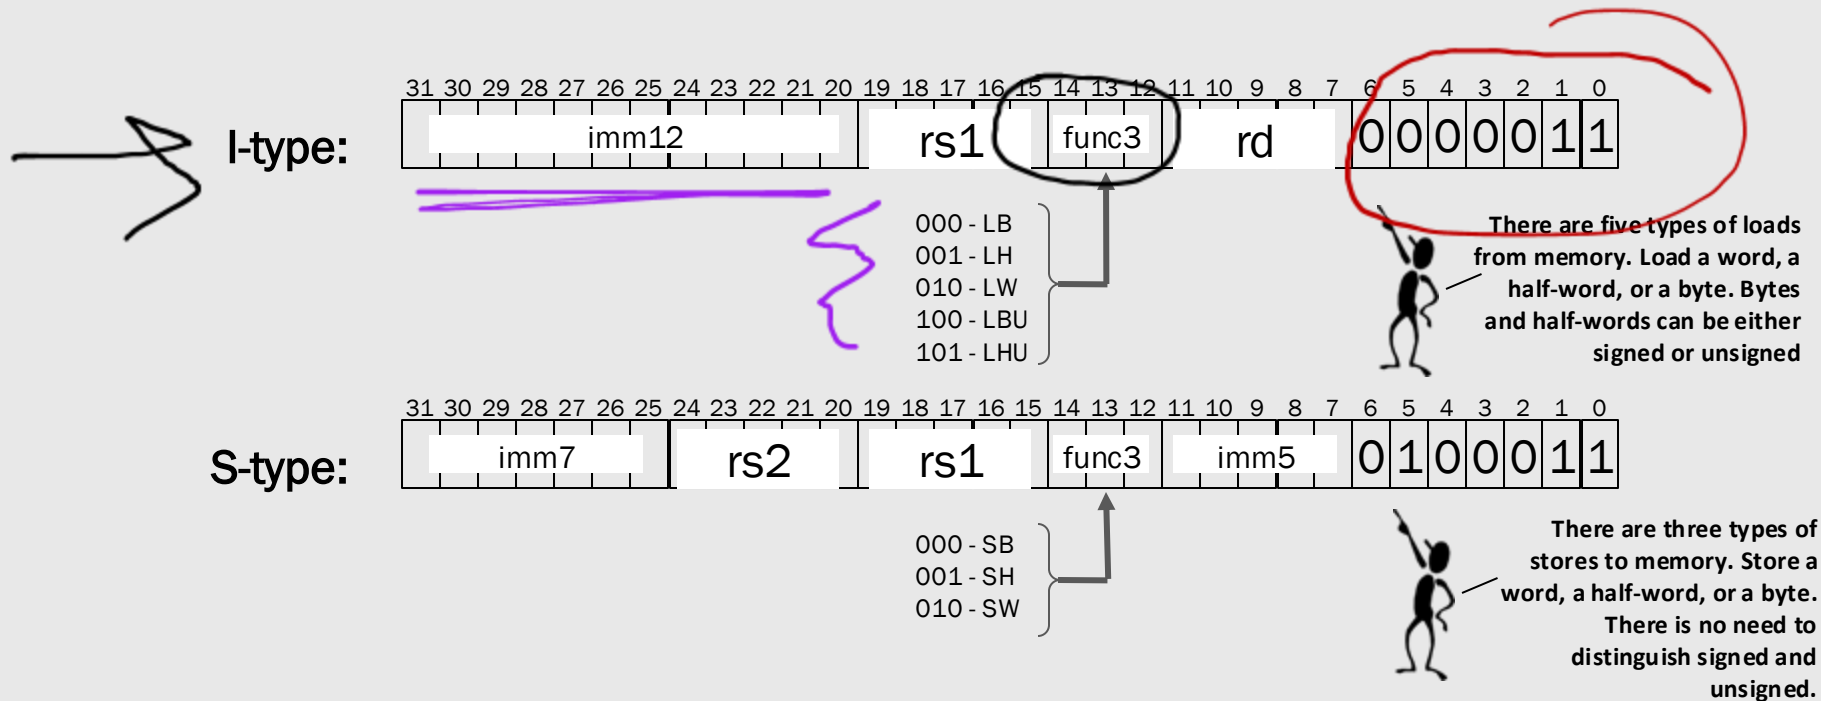 31 30 29 28 27 26 25 24 23 22 21 20 19 18 17 16 15 14 13 12 11 10 9 8 7 6 5 4 3 2 1 0
I-type: imm12 rs1 func3 rd 0 0 0 0 0 1 1
000 - LB
001 - LH
010 - LW
100 - LBU
101 - LHU
There are five types of loads
from memory. Load a word, a
half-word, or a byte. Bytes
and half-words can be either
signed or unsigned
31 30 29 28 27 26 25 24 23 22 21 20 19 18 17 16 15 14 13 12 11 10 9 8 7 6 5 4 3 2 1 0
S-type: imm7 rs2 rs1 func3 imm5 0 1 0 0 0 1 1
000 - SB
001 - SH
010 - SW
There are three types of
stores to memory. Store a
word, a half-word, or a byte.
There is no need to
distinguish signed and
unsigned.